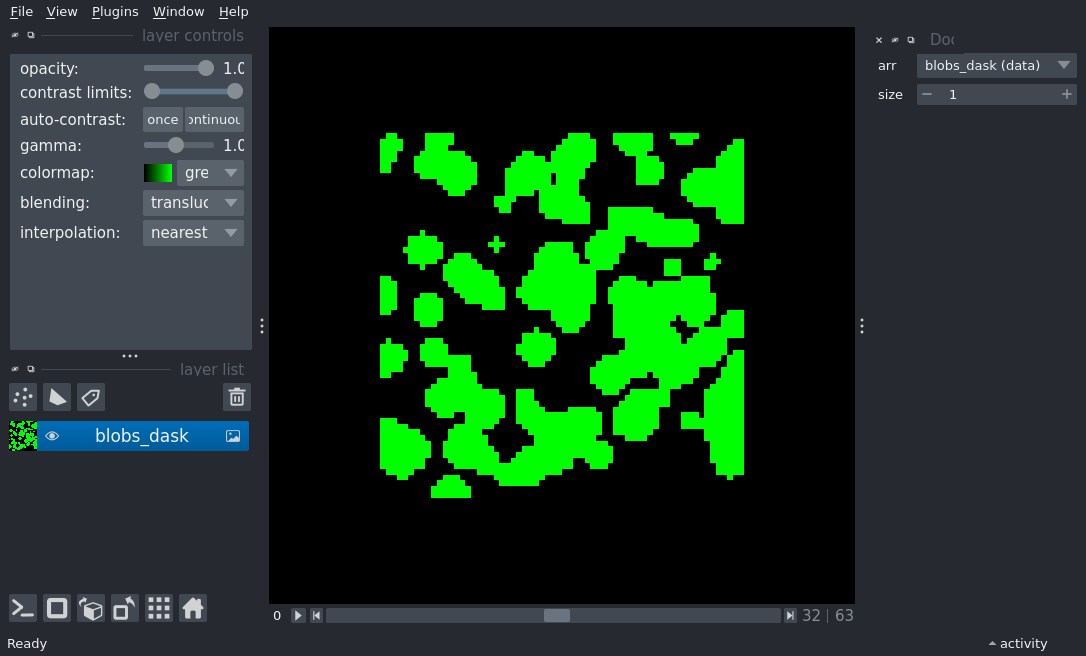 File View Plugins Window Help
layer controls
opacity: 1.0
contrast limits:
auto-contrast: once ontinuou
gamma: 1.0
colormap: gre
blending: transluc
interpolation: nearest
layer list
blobs_dask
0 32 | 63
Ready
Doc
arr blobs_dask (data)
size − 1 +
activity